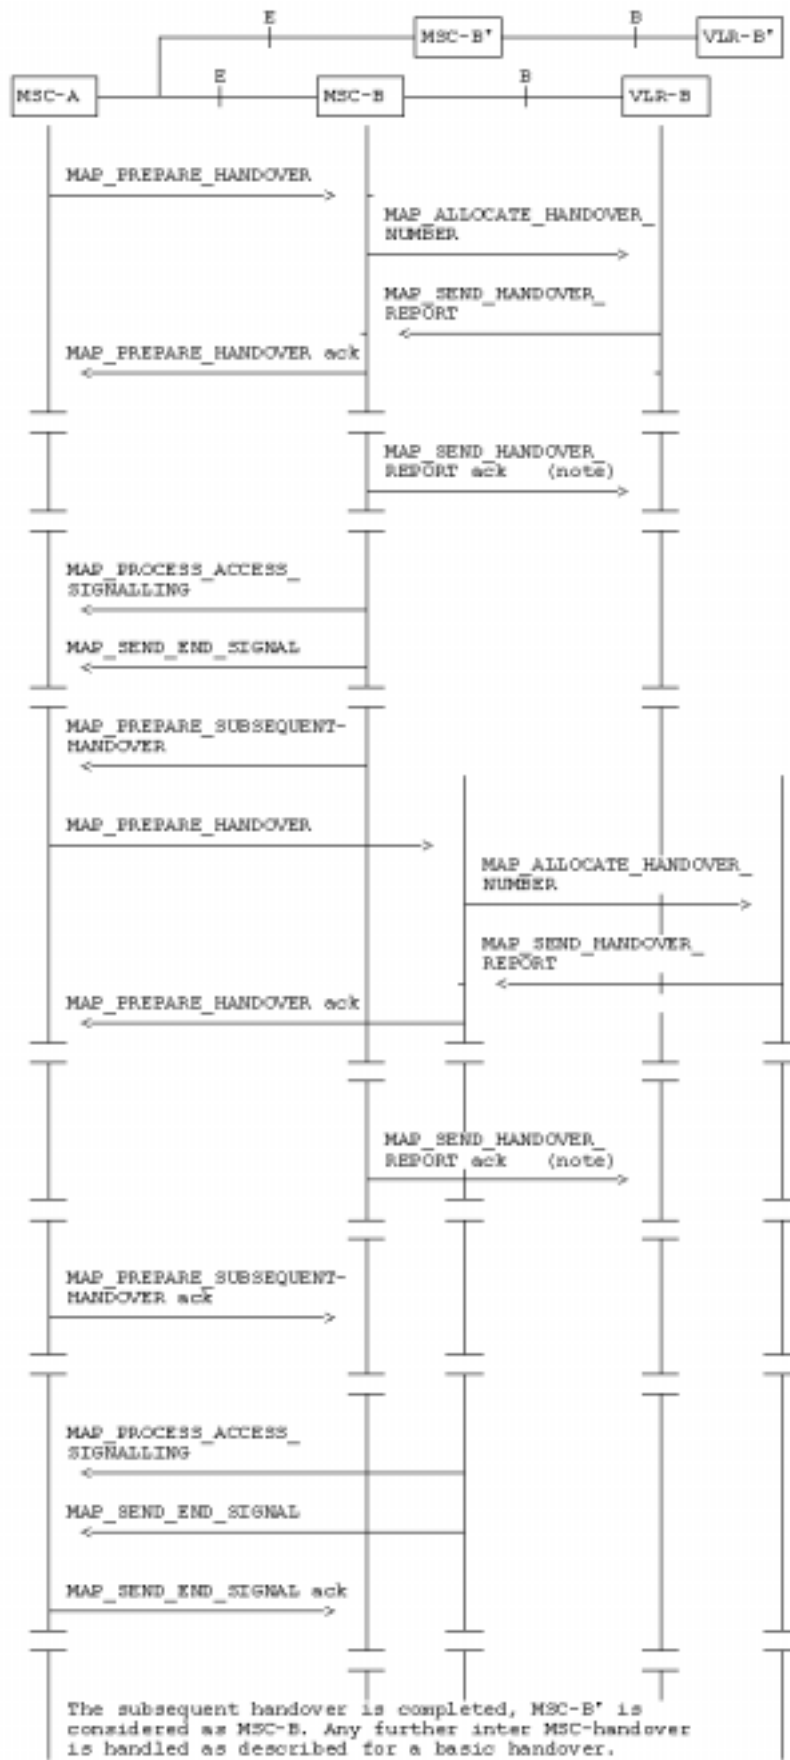 E B
MSC-B' VLR-B'
E B
MSC-A MSC-B VLR-B
MAP_PREPARE_HANDOVER
MAP_ALLOCATE_HANDOVER_
NUMBER
MAP_SEND_HANDOVER_
REPORT
MAP_PREPARE_HANDOVER ack
MAP_SEND_HANDOVER_
REPORT ack (note)
MAP_PROCESS_ACCESS_
SIGNALLING
MAP_SEND_END_SIGNAL
MAP_PREPARE_SUBSEQUENT-
HANDOVER
MAP_PREPARE_HANDOVER
MAP_ALLOCATE_HANDOVER_
NUMBER
MAP_SEND_HANDOVER_
REPORT
MAP_PREPARE_HANDOVER ack
MAP_SEND_HANDOVER_
REPORT ack (note)
MAP_PREPARE_SUBSEQUENT-
HANDOVER ack
MAP_PROCESS_ACCESS_
SIGNALLING
MAP_SEND_END_SIGNAL
MAP_SEND_END_SIGNAL ack
The subsequent handover is completed, MSC-B' is
considered as MSC-B. Any further inter MSC-handover
is handled as described for a basic handover.